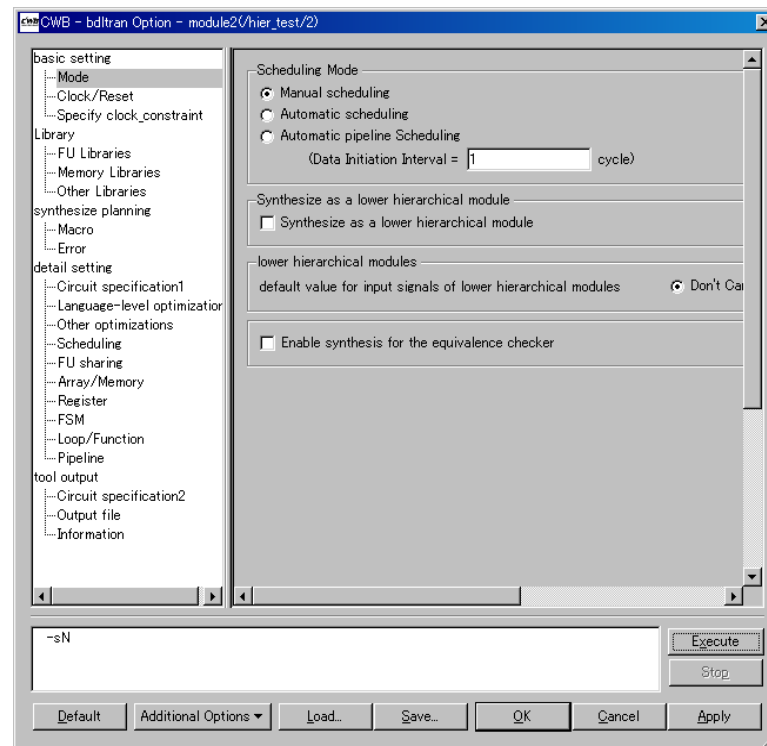 CWB - bdltran Option - module2(/hier_test/2)
basic setting
Mode
Clock/Reset
Specify clock_constraint
Library
FU Libraries
Memory Libraries
Other Libraries
synthesize planning
Macro
Error
detail setting
Circuit specification1
Language-level optimization
Other optimizations
Scheduling
FU sharing
Array/Memory
Register
FSM
Loop/Function
Pipeline
tool output
Circuit specification2
Output file
Information
Scheduling Mode
Manual scheduling
Automatic scheduling
Automatic pipeline Scheduling
(Data Initiation Interval = 1 cycle)
Synthesize as a lower hierarchical module
Synthesize as a lower hierarchical module
lower hierarchical modules
default value for input signals of lower hierarchical modules Don't Car
Enable synthesis for the equivalence checker
-sN
Execute
Stop
Default Additional Options Load... Save... OK Cancel Apply